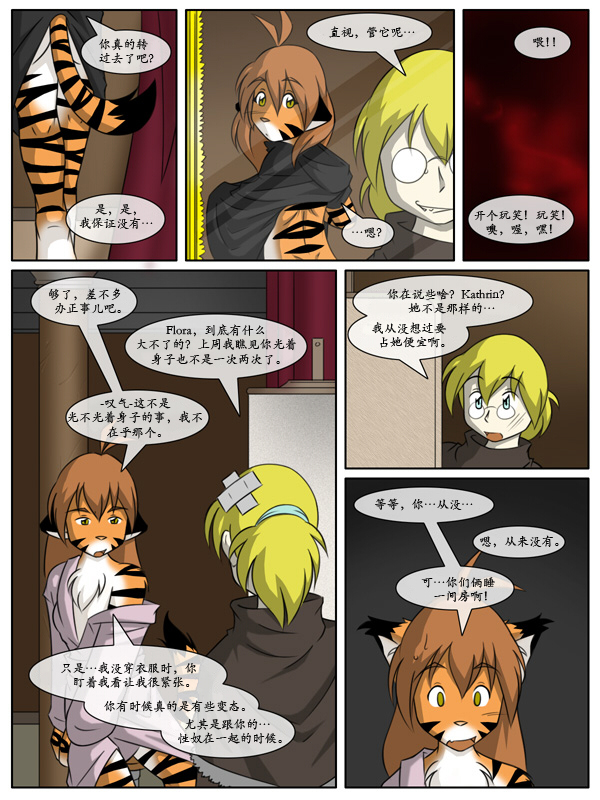 你真的转
过去了吧?
是，是，
我保证没有…
直视，管它呢…
…嗯?
喂!!
开个玩笑! 玩笑!
噢，喔，嘿!
够了，差不多
办正事儿吧。
Flora，到底有什么
大不了的? 上周我瞧见你光着
身子也不是一次两次了。
-叹气-这不是
光不光着身子的事，我不
在乎那个。
只是…我没穿衣服时，你
盯着我看让我很紧张。
你有时候真的是有些变态。
尤其是跟你的…
性奴在一起的时候。
你在说些啥? Kathrin?
她不是那样的…
我从没想过要
占她便宜啊。
等等，你…从没…
嗯，从来没有。
可…你们俩睡
一间房啊!